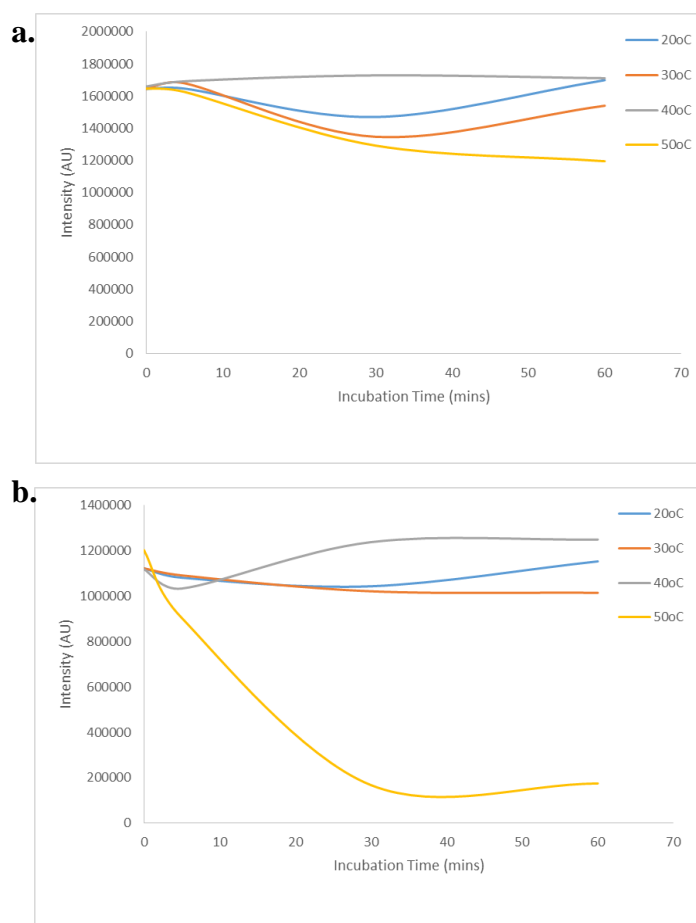 a.
2000000
1800000
1600000
1400000
1200000
1000000
800000
600000
400000
200000
0
Intensity (AU)
0 10 20 30 40 50 60 70
Incubation Time (mins)
20oC
30oC
40oC
50oC
b.
1400000
1200000
1000000
800000
600000
400000
200000
0
Intensity (AU)
0 10 20 30 40 50 60 70
Incubation Time (mins)
20oC
30oC
40oC
50oC